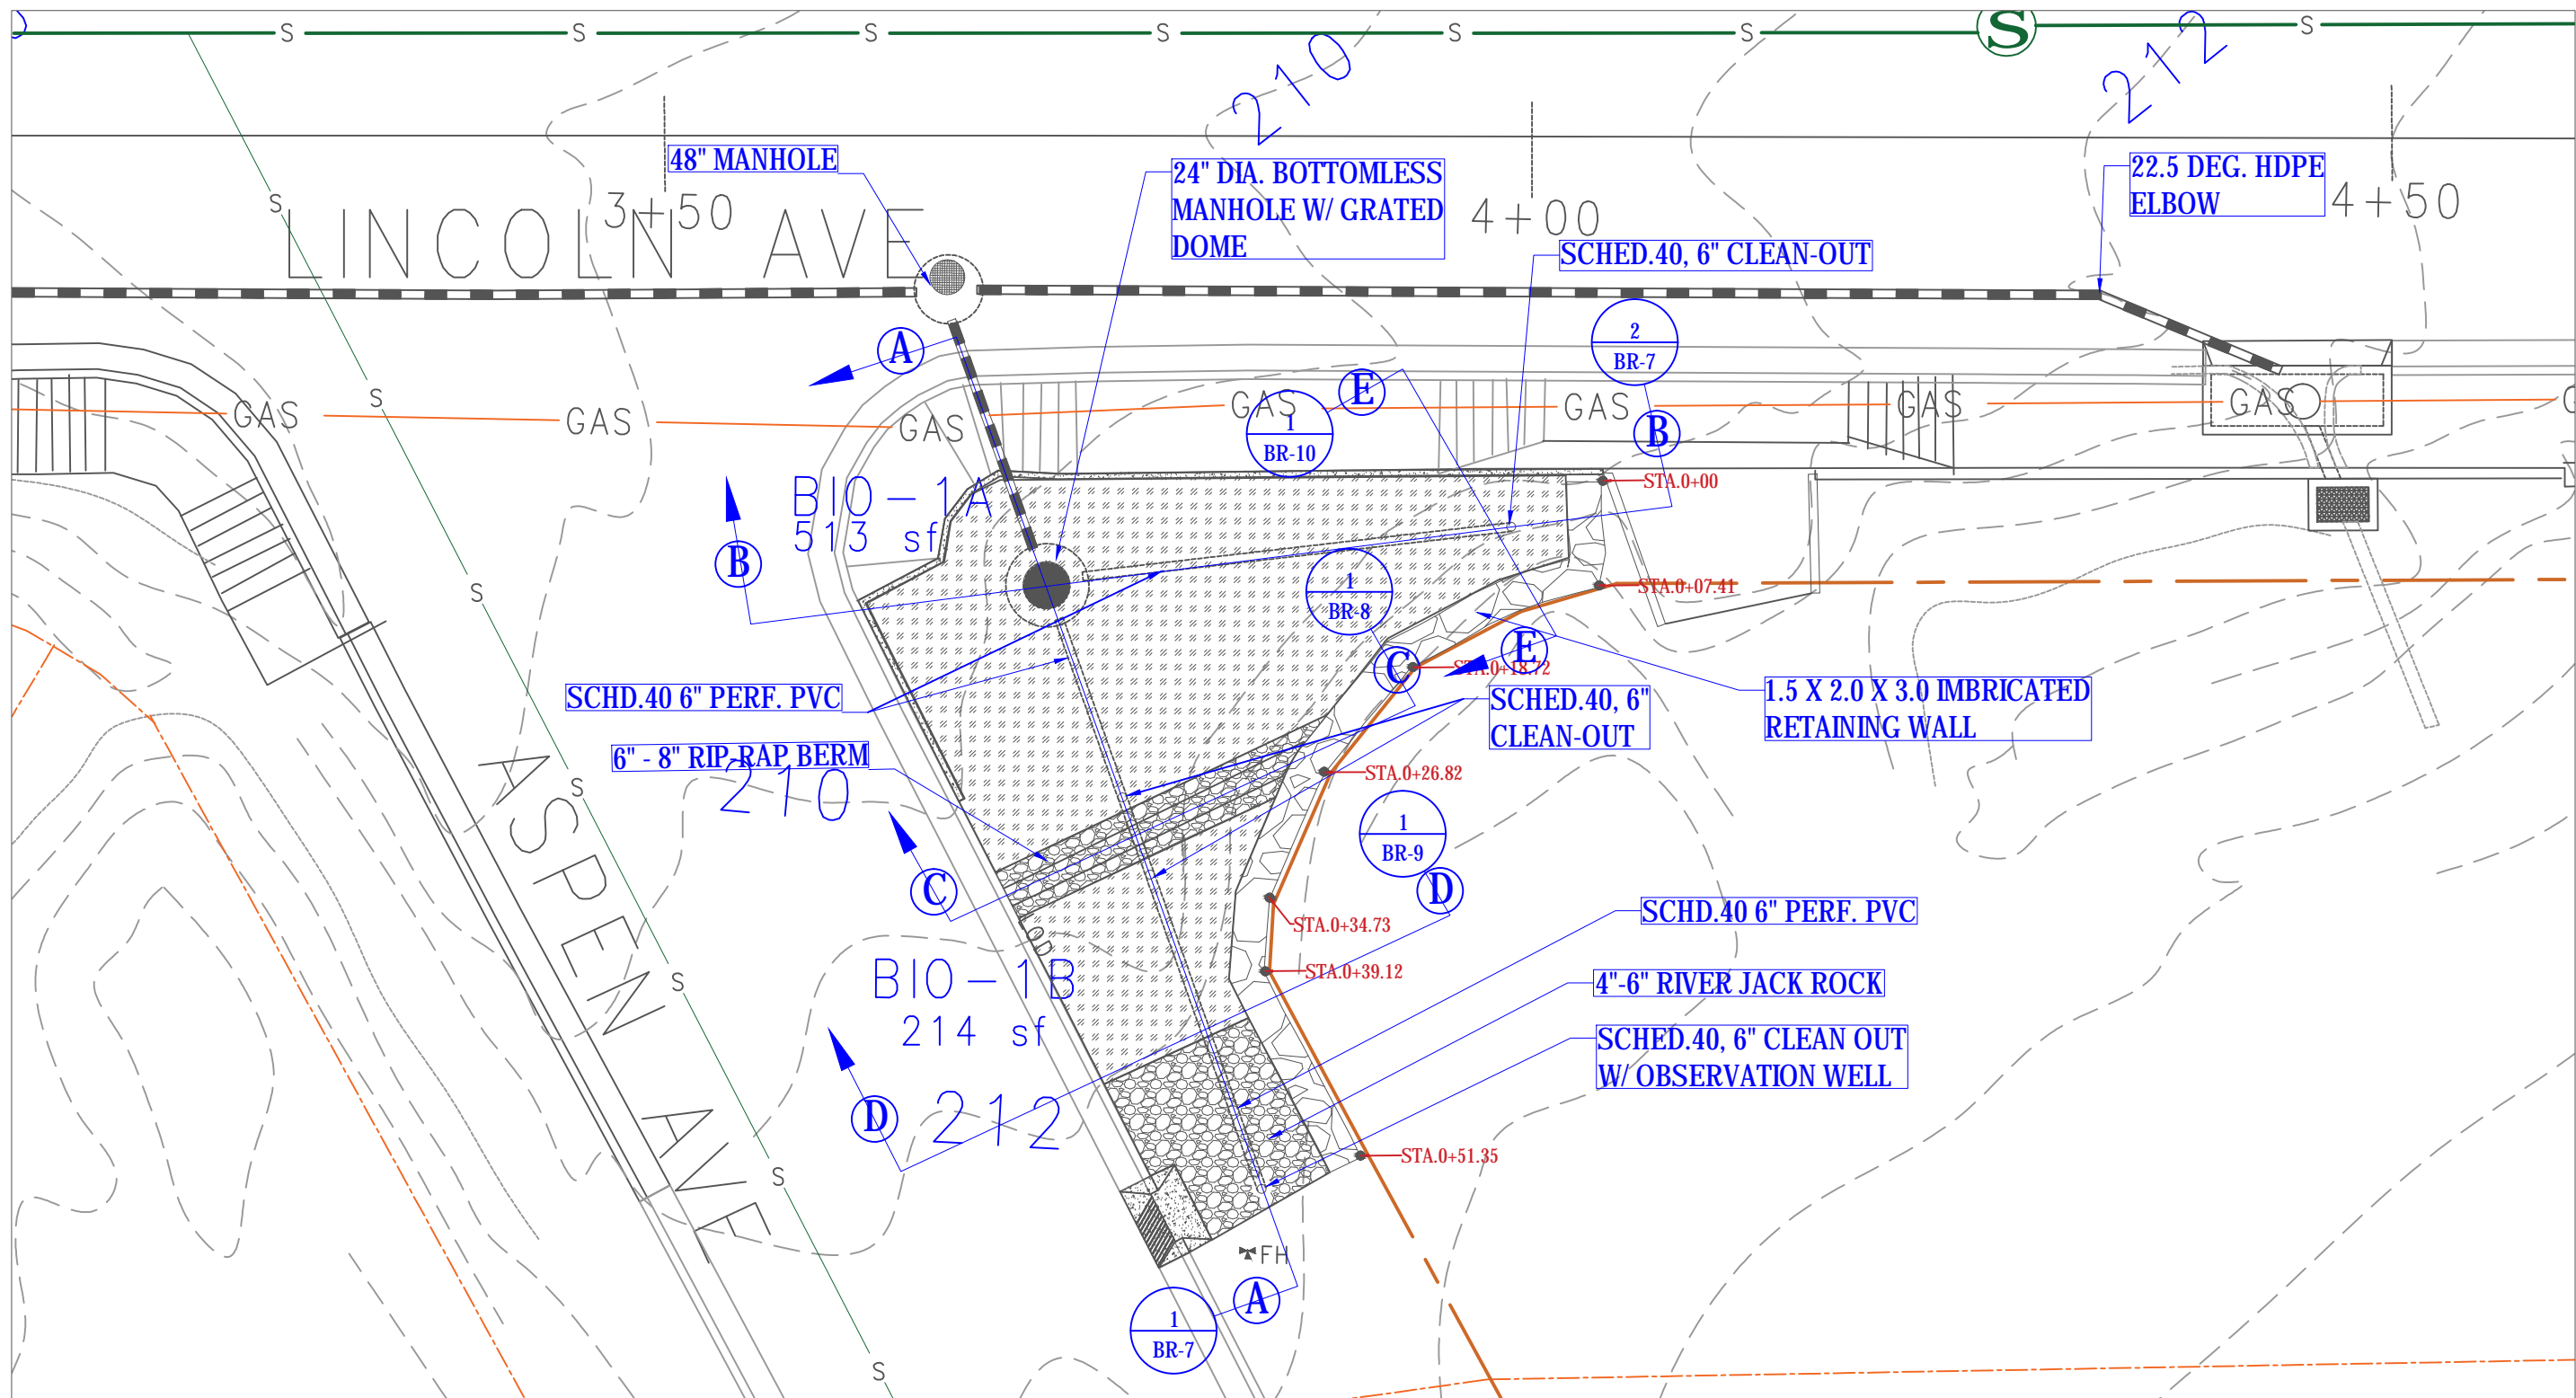 S S S S S S S S
210
212
48" MANHOLE
24" DIA. BOTTOMLESS
MANHOLE W/ GRATED
DOME
22.5 DEG. HDPE
ELBOW
3+50
4+00
4+50
LINCOLN AVE
S
SCHED.40, 6" CLEAN-OUT
2
BR-7
A
E
B
S
GAS GAS GAS GAS GAS GAS GAS G
1
BR-10
STA.0+00
BIO-1A
513 sf
B
S
1
BR-8
STA.0+07.41
E
C
STA.0+18.72
SCHD.40 6" PERF. PVC
SCHED.40, 6"
CLEAN-OUT
1.5 X 2.0 X 3.0 IMBRICATED
RETAINING WALL
6" - 8" RIP-RAP BERM
210
S
STA.0+26.82
1
BR-9
ASPEN AVE
C
D
STA.0+34.73
SCHD.40 6" PERF. PVC
OD
BIO-1B
214 sf
S
STA.0+39.12
4"-6" RIVER JACK ROCK
SCHED.40, 6" CLEAN OUT
W/ OBSERVATION WELL
D
212
S
STA.0+51.35
FH
A
1
BR-7
S